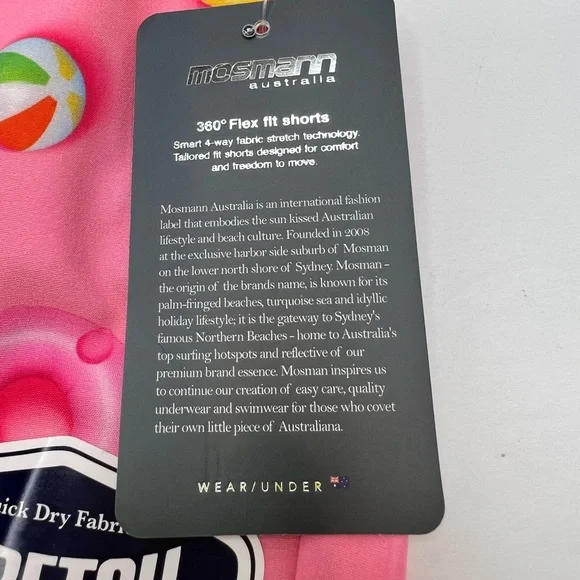 mosmann
australia
360° Flex fit shorts
Smart 4-way fabric stretch technology.
Tailored fit shorts designed for comfort
and freedom to move.
Mosmann Australia is an international fashion
label that embodies the sun kissed Australian
lifestyle and beach culture. Founded in 2008
at the exclusive harbor side suburb of Mosman
on the lower north shore of Sydney. Mosman –
the origin of the brands name, is known for its
palm-fringed beaches, turquoise sea and idyllic
holiday lifestyle; it is the gateway to Sydney's
famous Northern Beaches – home to Australia's
top surfing hotspots and reflective of our
premium brand essence. Mosman inspires us
to continue our creation of easy care, quality
underwear and swimwear for those who covet
their own little piece of Australiana.
WEAR/UNDER
Dry